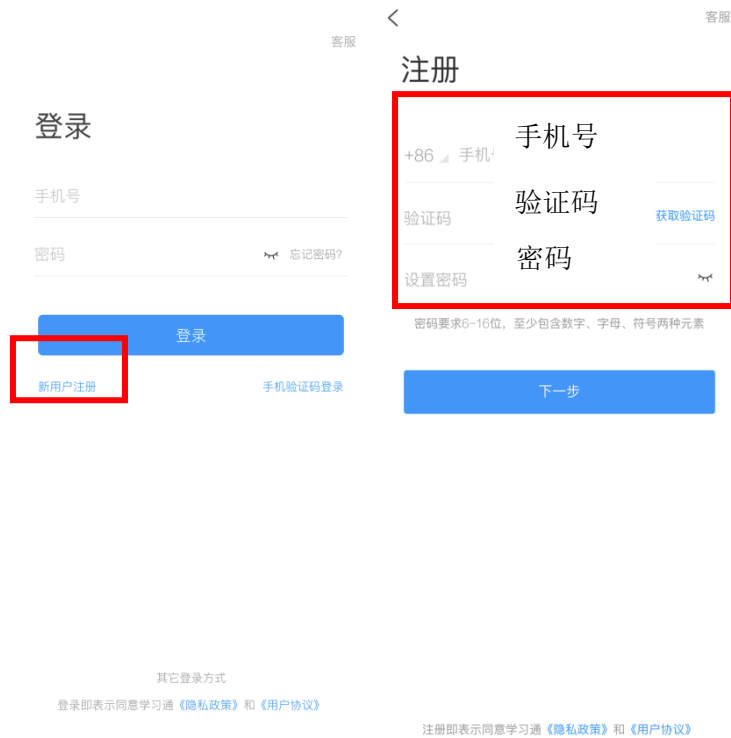 客服
登录
手机号
密码 忘记密码?
登录
新用户注册 手机验证码登录
其它登录方式
登录即表示同意学习通《隐私政策》和《用户协议》
客服
注册
+86 手机 手机号
验证码 验证码 获取验证码
设置密码 密码
密码要求6-16位，至少包含数字、字母、符号两种元素
下一步
注册即表示同意学习通《隐私政策》和《用户协议》